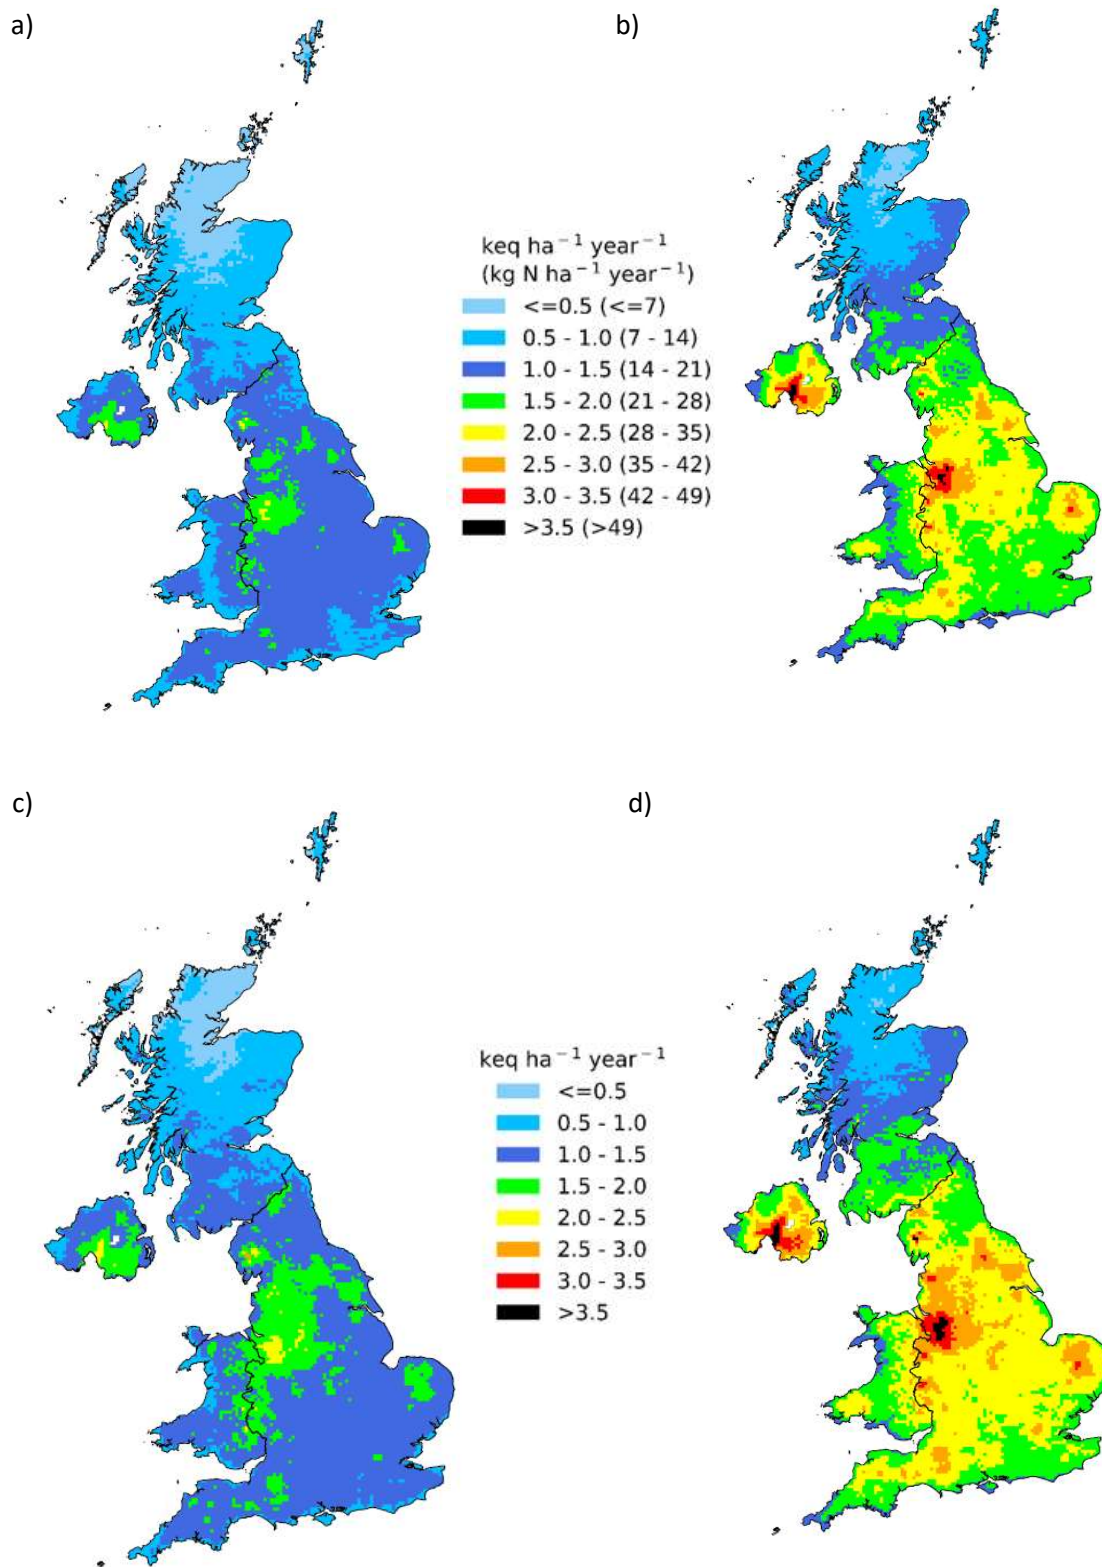 a)
b)
keq ha⁻¹ year⁻¹
(kg N ha⁻¹ year⁻¹)
<=0.5 (<=7)
0.5 - 1.0 (7 - 14)
1.0 - 1.5 (14 - 21)
1.5 - 2.0 (21 - 28)
2.0 - 2.5 (28 - 35)
2.5 - 3.0 (35 - 42)
3.0 - 3.5 (42 - 49)
>3.5 (>49)
c)
d)
keq ha⁻¹ year⁻¹
<=0.5
0.5 - 1.0
1.0 - 1.5
1.5 - 2.0
2.0 - 2.5
2.5 - 3.0
3.0 - 3.5
>3.5